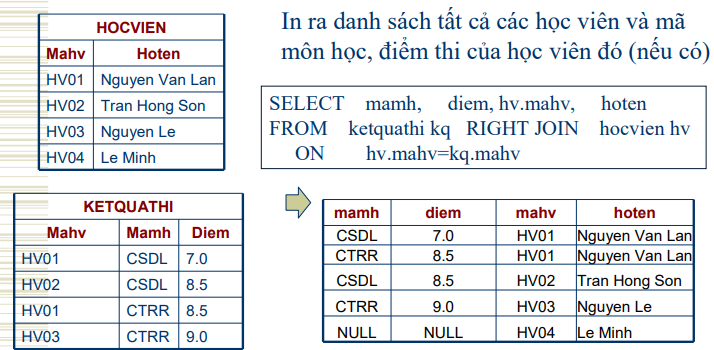 HOCVIEN
Mahv Hoten
HV01 Nguyen Van Lan
HV02 Tran Hong Son
HV03 Nguyen Le
HV04 Le Minh
In ra danh sách tất cả các học viên và mã
môn học, điểm thi của học viên đó (nếu có)
SELECT mamh, diem, hv.mahv, hoten
FROM ketquathi kq RIGHT JOIN hocvien hv
ON hv.mahv=kq.mahv
KETQUATHI
Mahv Mamh Diem
HV01 CSDL 7.0
HV02 CSDL 8.5
HV01 CTRR 8.5
HV03 CTRR 9.0
mamh diem mahv hoten
CSDL 7.0 HV01 Nguyen Van Lan
CTRR 8.5 HV01 Nguyen Van Lan
CSDL 8.5 HV02 Tran Hong Son
CTRR 9.0 HV03 Nguyen Le
NULL NULL HV04 Le Minh